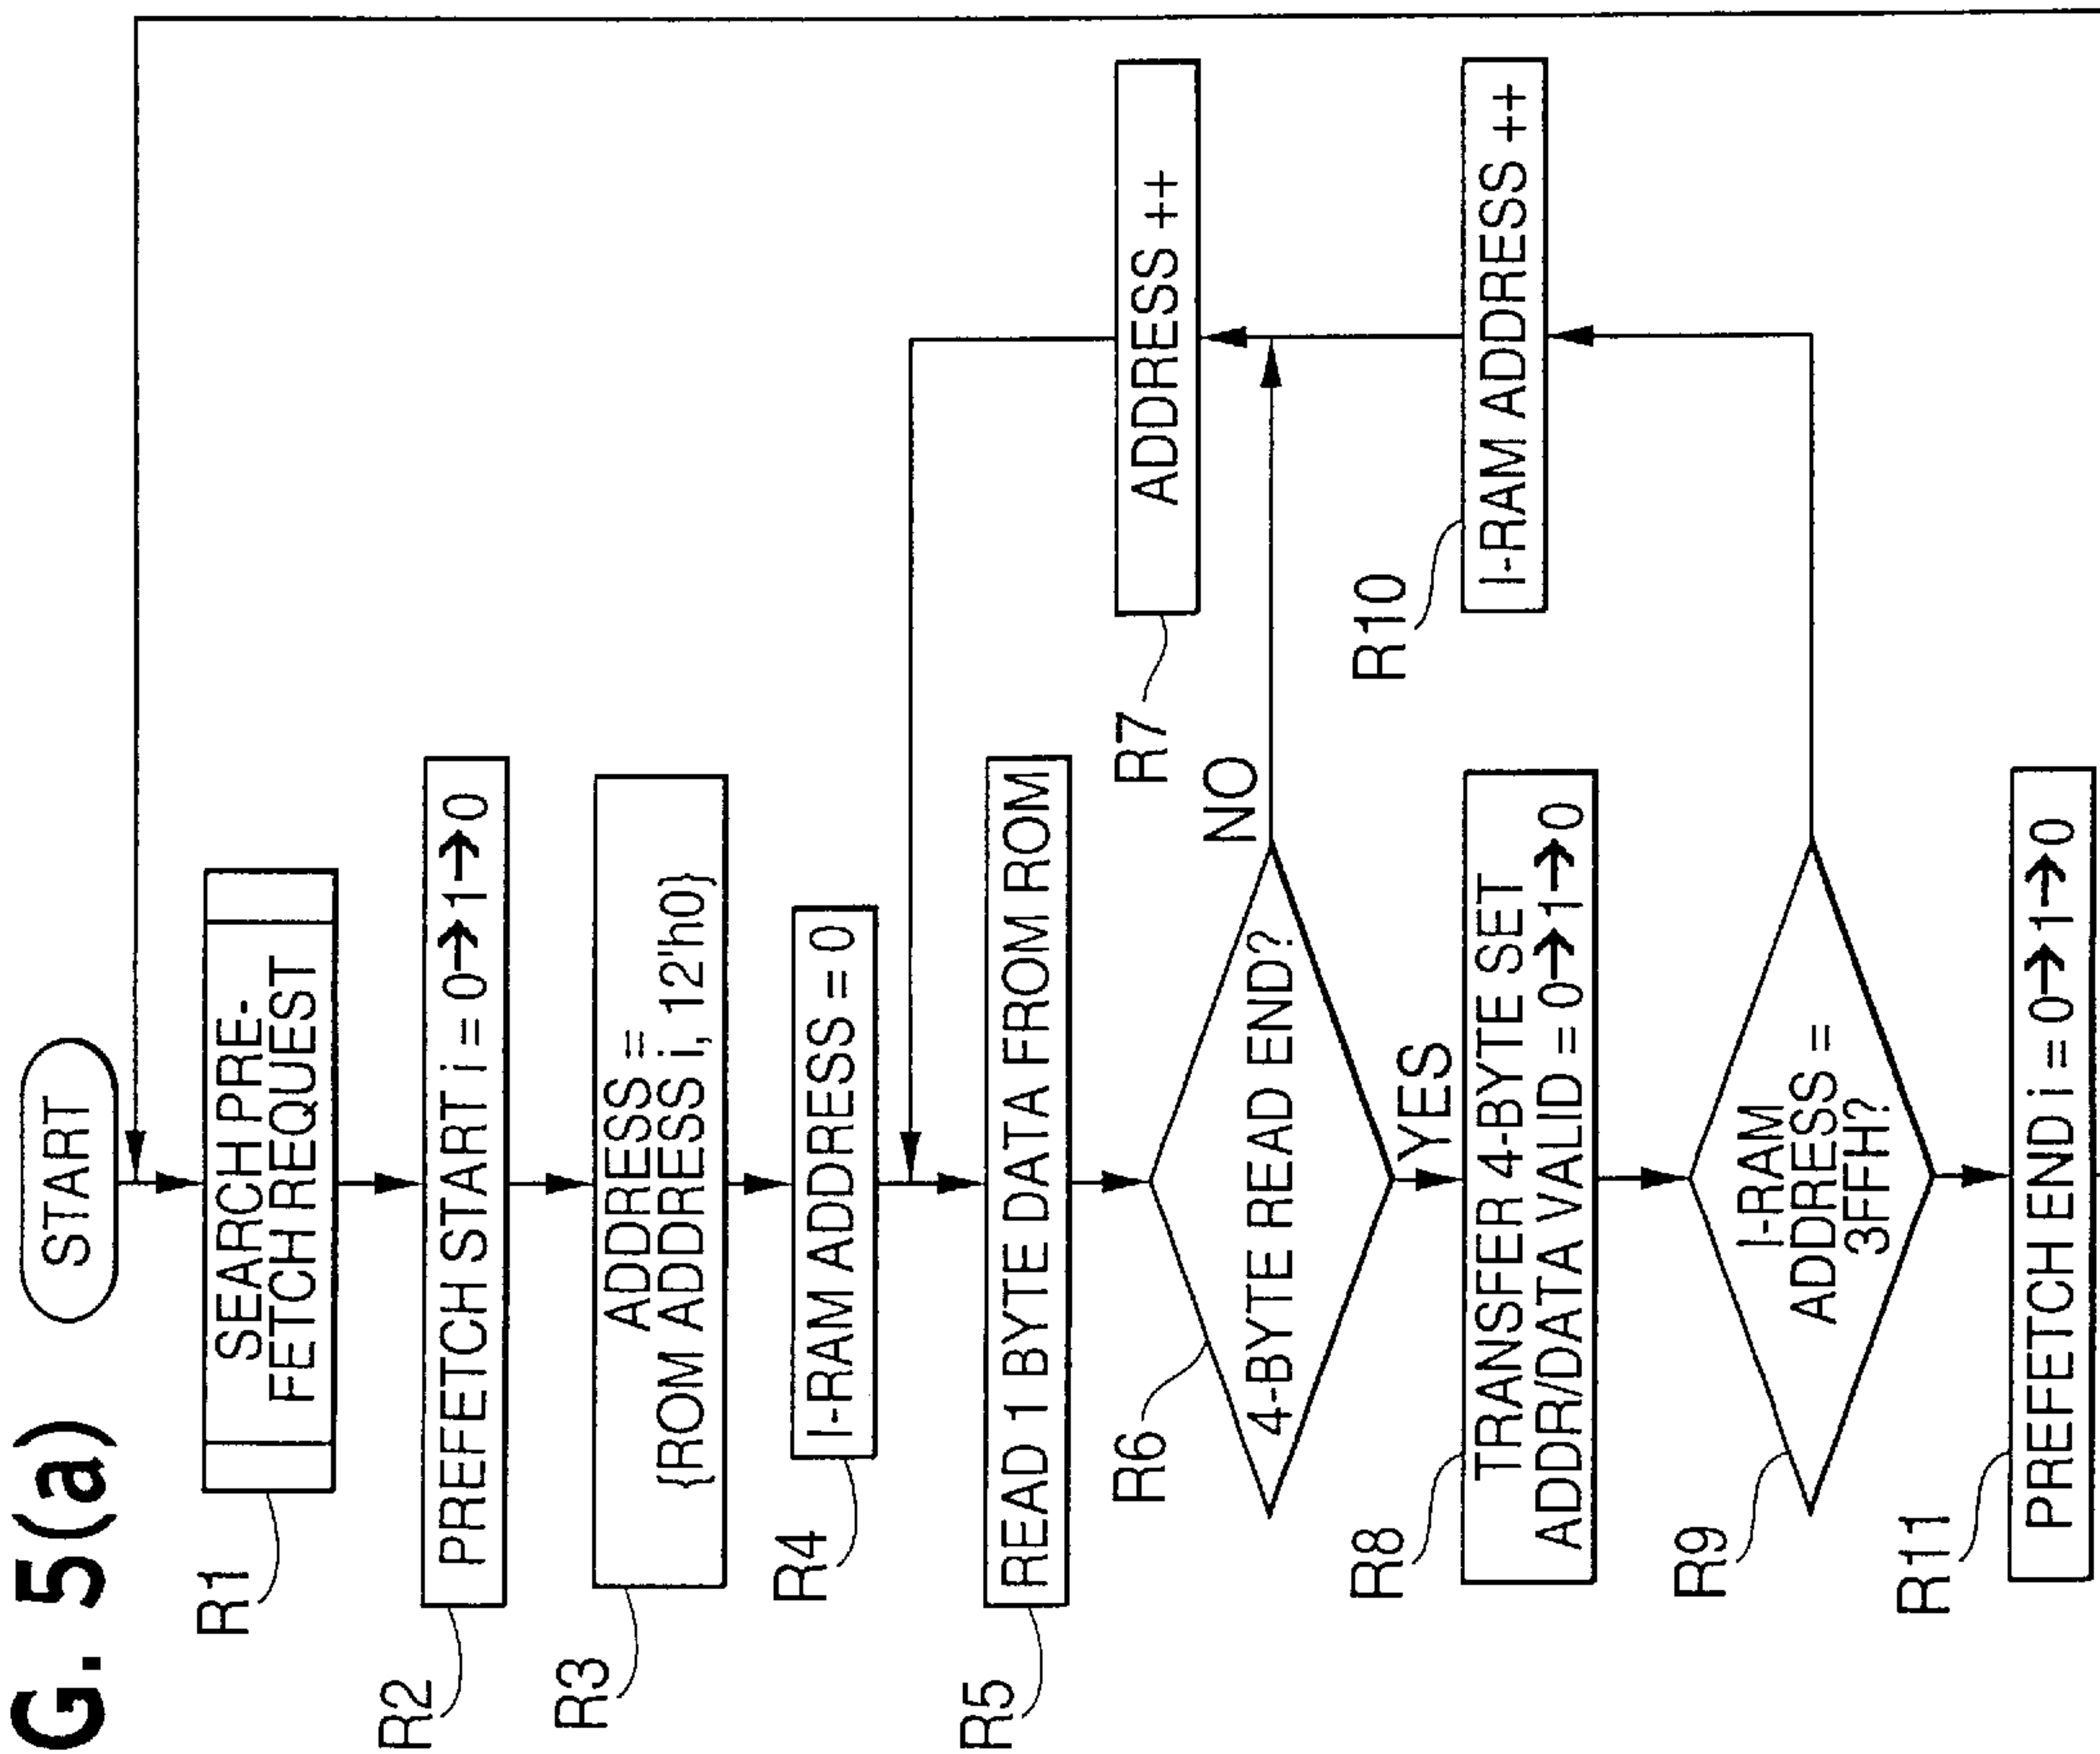 G. 5(a)
START
R1
SEARCH PRE-
FETCH REQUEST
R2
PREFETCH START i = 0→1→0
R3
ADDRESS =
{ROM ADDRESS i, 12'h0}
R4
I-RAM ADDRESS = 0
R5
READ 1 BYTE DATA FROM ROM
R6
4-BYTE READ END?
NO
YES
R7
ADDRESS ++
R8
TRANSFER 4-BYTE SET
ADDR/DATA VALID = 0→1→0
R9
I-RAM
ADDRESS =
3FFH?
R10
I-RAM ADDRESS ++
R11
PREFETCH END i = 0→1→0